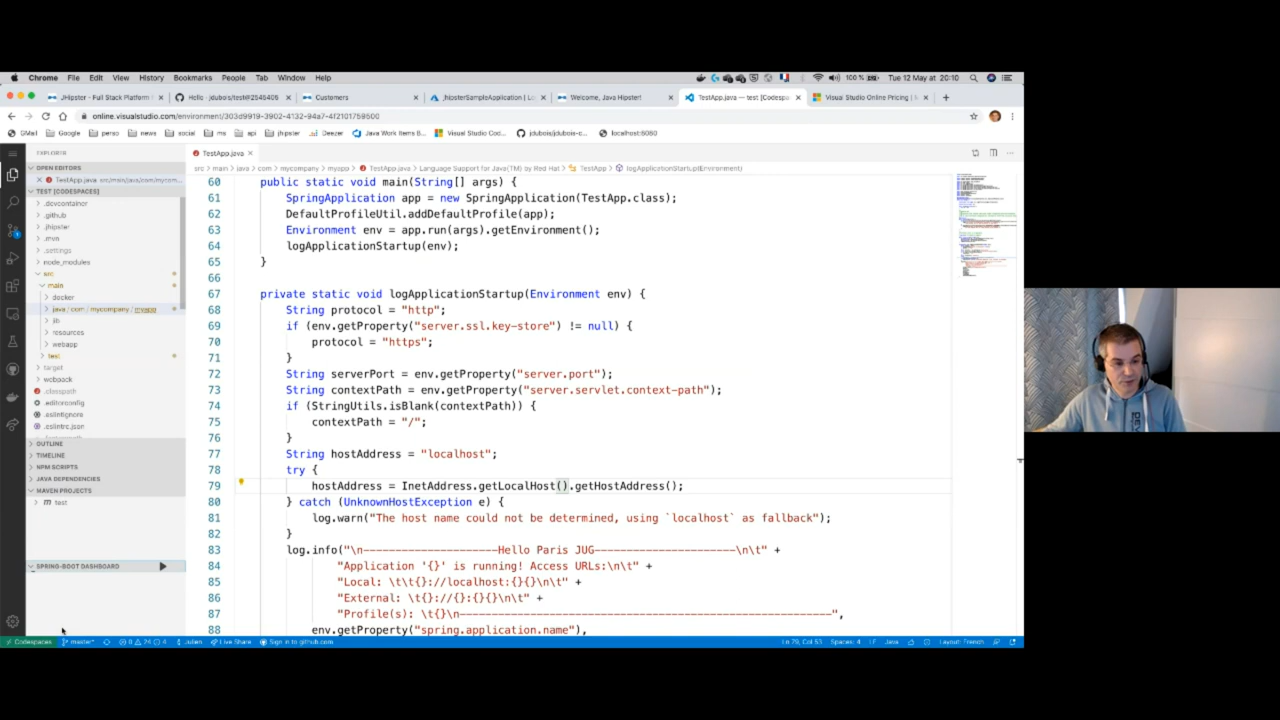 Chrome File Edit View History Bookmarks People Tab Window Help 100 % Tue 12 May at 20:10
JHipster - Full Stack Platform Hello · jdubois/test@2545405 Customers jhipsterSampleApplication Welcome, Java Hipster! TestApp.java — test [Codesp Visual Studio Online Pricing
online.visualstudio.com/environment/303d9919-3902-4132-94a7-4f2101759500
GMail Google perso news social ms api jhipster Deezer Java Work Items B... Visual Studio Cod... jdubois/jdubois-c... localhost:6080
EXPLORER
OPEN EDITORS
TestApp.java src/main/java/com/mycom...
TEST [CODESPACES]
.devcontainer
.github
.jhipster
.mvn
.settings
node_modules
src
main
docker
java / com / mycompany / myapp
jib
resources
webapp
test
target
webpack
.classpath
.editorconfig
.eslintignore
.eslintrc.json
OUTLINE
TIMELINE
NPM SCRIPTS
JAVA DEPENDENCIES
MAVEN PROJECTS
test
SPRING-BOOT DASHBOARD
TestApp.java
src › main › java › com › mycompany › myapp › TestApp.java › Language Support for Java(TM) by Red Hat › TestApp › logApplicationStartup(Environment)
60 public static void main(String[] args) {
61 SpringApplication app = new SpringApplication(TestApp.class);
62 DefaultProfileUtil.addDefaultProfile(app);
63 Environment env = app.run(args).getEnvironment();
64 logApplicationStartup(env);
65 }
66
67 private static void logApplicationStartup(Environment env) {
68 String protocol = "http";
69 if (env.getProperty("server.ssl.key-store") != null) {
70 protocol = "https";
71 }
72 String serverPort = env.getProperty("server.port");
73 String contextPath = env.getProperty("server.servlet.context-path");
74 if (StringUtils.isBlank(contextPath)) {
75 contextPath = "/";
76 }
77 String hostAddress = "localhost";
78 try {
79 hostAddress = InetAddress.getLocalHost().getHostAddress();
80 } catch (UnknownHostException e) {
81 log.warn("The host name could not be determined, using `localhost` as fallback");
82 }
83 log.info("\n----------------------Hello Paris JUG-----------------------\n\t" +
84 "Application '{}' is running! Access URLs:\n\t" +
85 "Local: \t\t{}://localhost:{}{}\n\t" +
86 "External: \t{}://{}:{}{}\n\t" +
87 "Profile(s): \t{}\n----------------------------------------------------------",
88 env.getProperty("spring.application.name"),
Codespaces master* 0 24 4 Julien Live Share Sign in to github.com Ln 79, Col 53 Spaces: 4 LF Java Layout: French